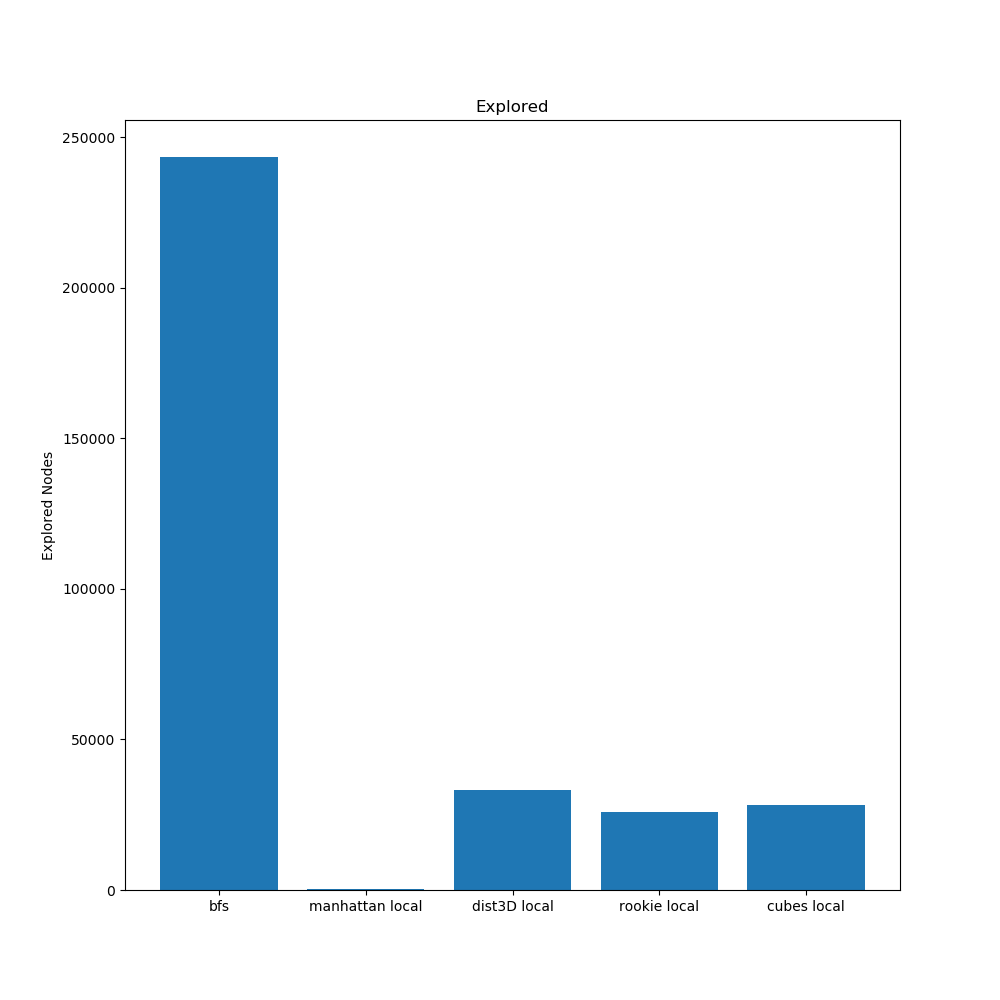 Explored
250000
200000
150000
100000
50000
0
Explored Nodes
bfs
manhattan local
dist3D local
rookie local
cubes local